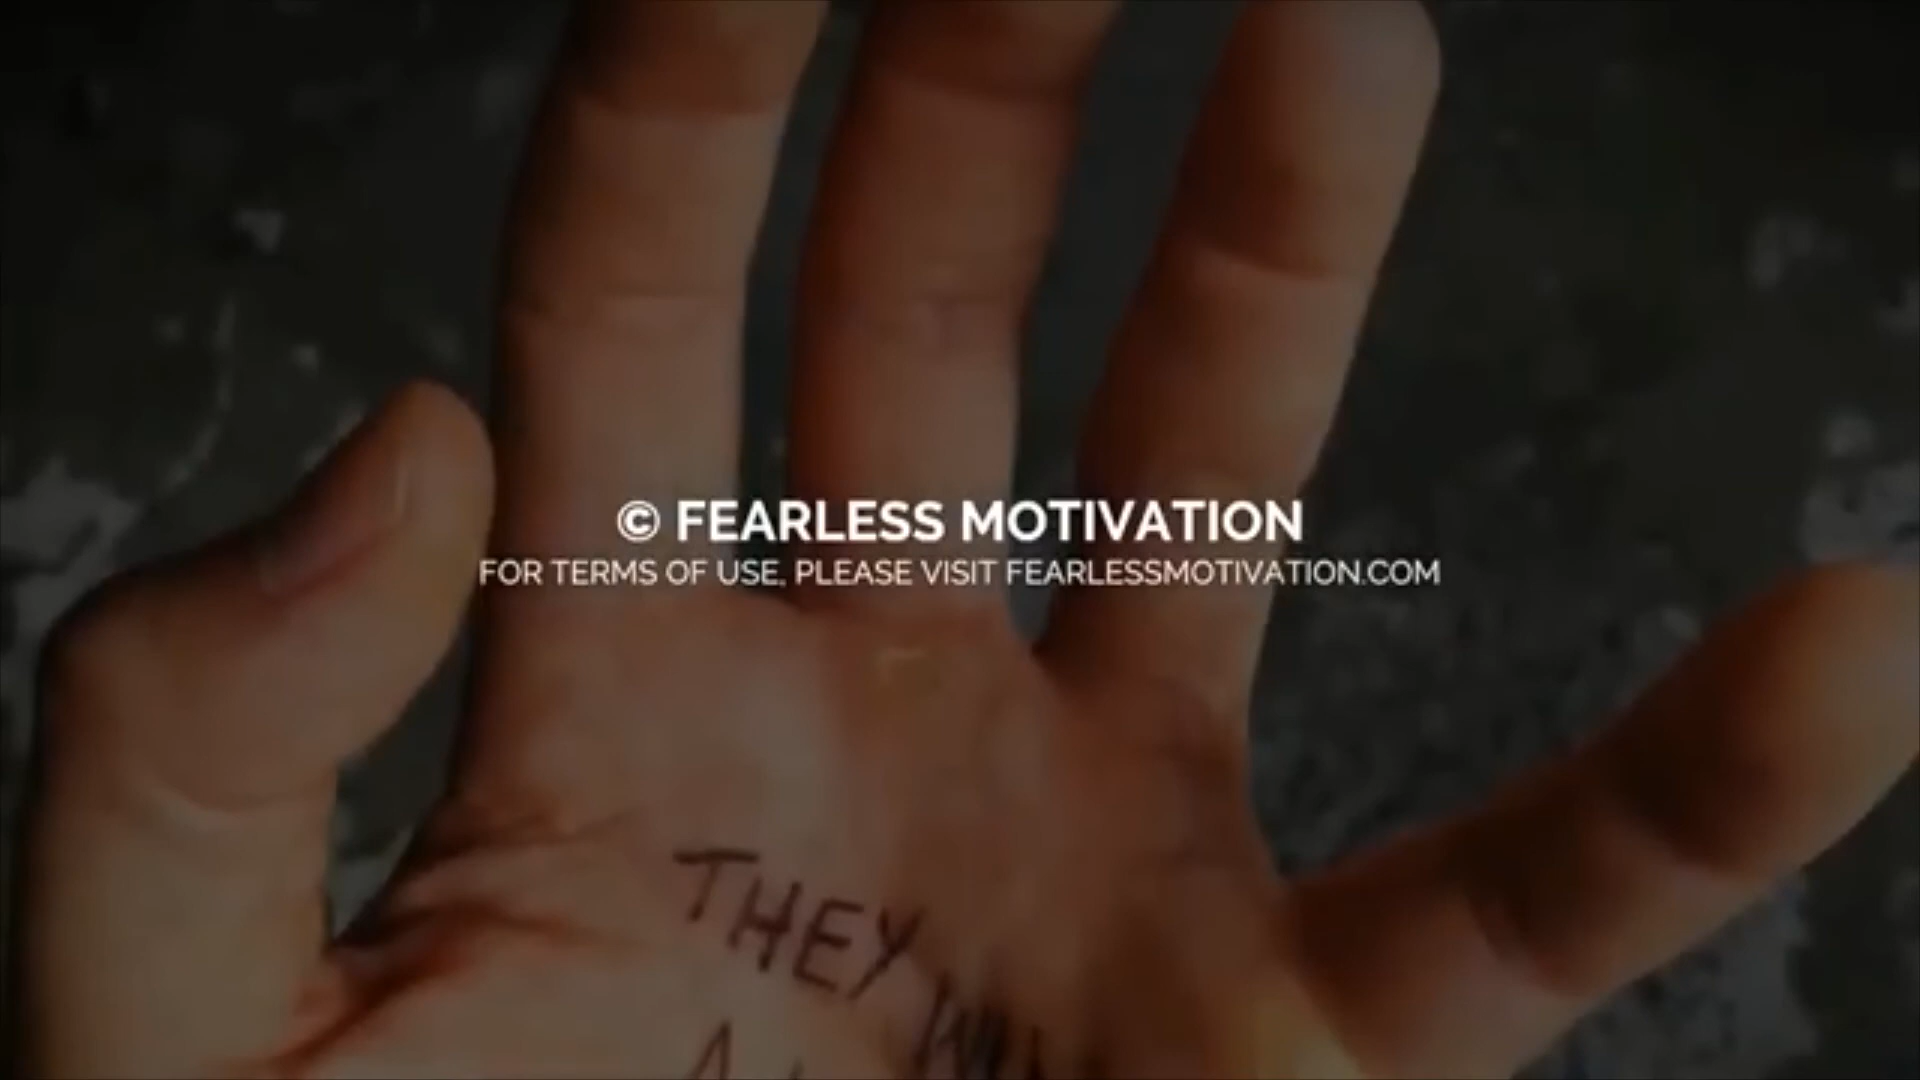 © FEARLESS MOTIVATION
FOR TERMS OF USE, PLEASE VISIT FEARLESSMOTIVATION.COM
THEY